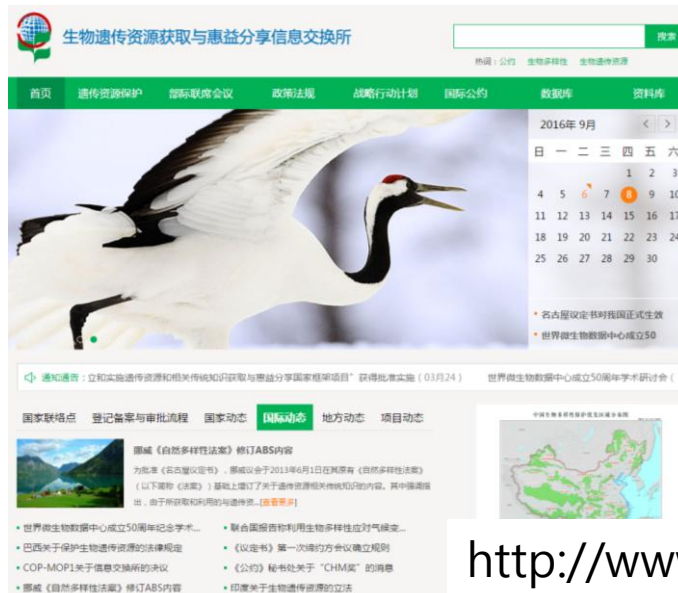 生物遗传资源获取与惠益分享信息交换所
搜索
热词：公约 生物多样性 生物遗传资源
首页 遗传资源保护 部际联席会议 政策法规 战略行动计划 国际公约 数据库 资料库
2016年 9月
日 一 二 三 四 五 六
1 2 3
4 5 6 7 8 9 10
11 12 13 14 15 16 17
18 19 20 21 22 23 24
25 26 27 28 29 30
• 名古屋议定书对我国正式生效
• 世界微生物数据中心成立50
通知通告：立和实施遗传资源和相关传统知识获取与惠益分享国家框架项目”获得批准实施（03月24） 世界微生物数据中心成立50周年学术研讨会（
国家联络点 登记备案与审批流程 国家动态 国际动态 地方动态 项目动态
中国生物多样性保护优先区域分布图
挪威《自然多样性法案》修订ABS内容
为批准《名古屋议定书》，挪威议会于2013年6月1日在其原有《自然多样性法案》
（以下简称《法案》）基础上增订了关于遗传资源相关传统知识的内容。其中强调指
出，由于所获取和利用的与遗传资...[查看更多]
• 世界微生物数据中心成立50周年纪念学术... • 联合国报告称利用生物多样性应对气候变...
• 巴西关于保护生物遗传资源的法律规定 • 《议定书》第一次缔约方会议确立规则
• COP-MOP1关于信息交换所的决议 • 《公约》秘书处关于“CHM奖”的消息
• 挪威《自然多样性法案》修订ABS内容 • 印度关于生物遗传资源的立法
http://www